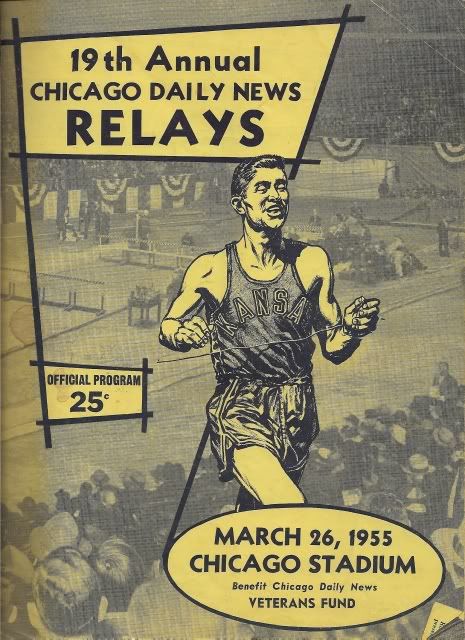 19th Annual
CHICAGO DAILY NEWS
RELAYS
KANSAS
OFFICIAL PROGRAM
25¢
MARCH 26, 1955
CHICAGO STADIUM
Benefit Chicago Daily News
VETERANS FUND